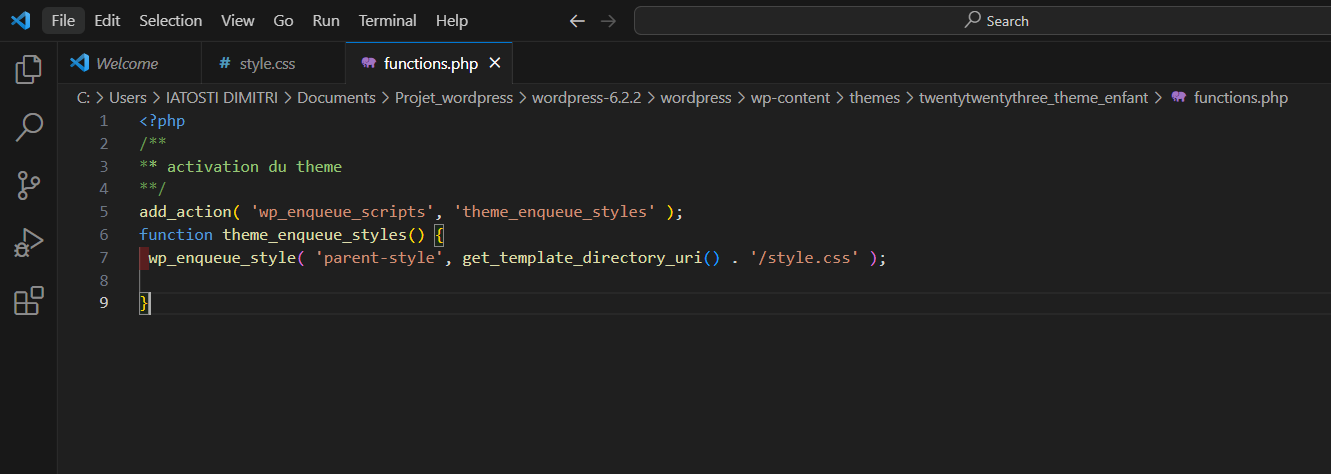 File Edit Selection View Go Run Terminal Help ← → Search
Welcome # style.css functions.php ×
C: > Users > IATOSTI DIMITRI > Documents > Projet_wordpress > wordpress-6.2.2 > wordpress > wp-content > themes > twentytwentythree_theme_enfant > functions.php
1 <?php
2 /**
3 ** activation du theme
4 **/
5 add_action( 'wp_enqueue_scripts', 'theme_enqueue_styles' );
6 function theme_enqueue_styles() {
7 wp_enqueue_style( 'parent-style', get_template_directory_uri() . '/style.css' );
8
9 }